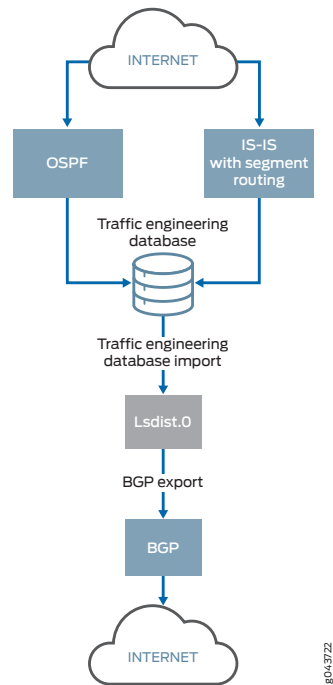 INTERNET
OSPF
IS-IS
with segment
routing
Traffic engineering
database
Traffic engineering
database import
Lsdist.0
BGP export
BGP
INTERNET
g043722